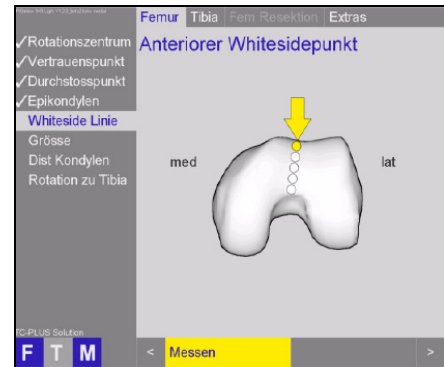 Femur Tibia Fem Resektion Extras
✓Rotationszentrum
✓Vertrauenspunkt
✓Durchstosspunkt
✓Epikondylen
Whiteside Linie
Grösse
Dist Kondylen
Rotation zu Tibia
Anteriorer Whitesidepunkt
med
lat
TC-PLUS Solution
F T M
< Messen >